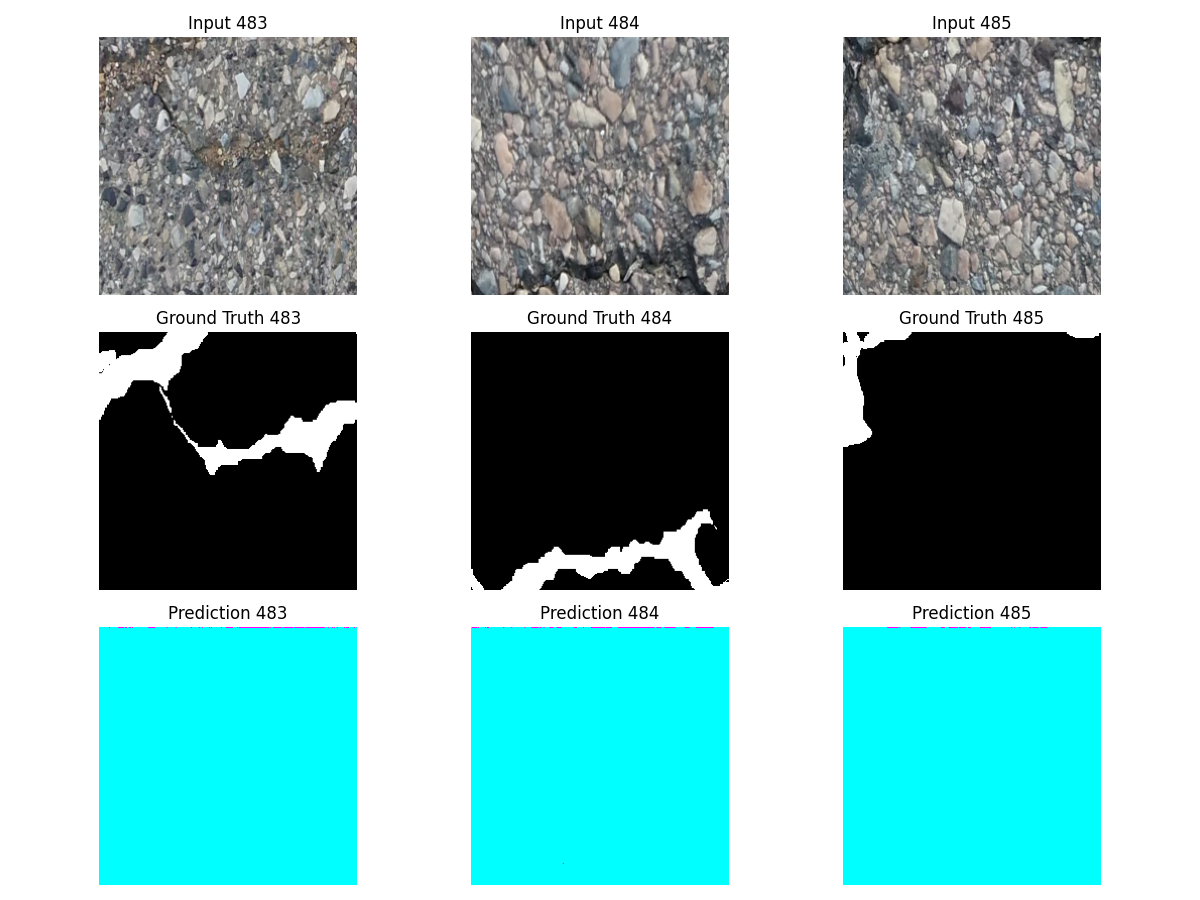 Input 483
Input 484
Input 485
Ground Truth 483
Ground Truth 484
Ground Truth 485
Prediction 483
Prediction 484
Prediction 485